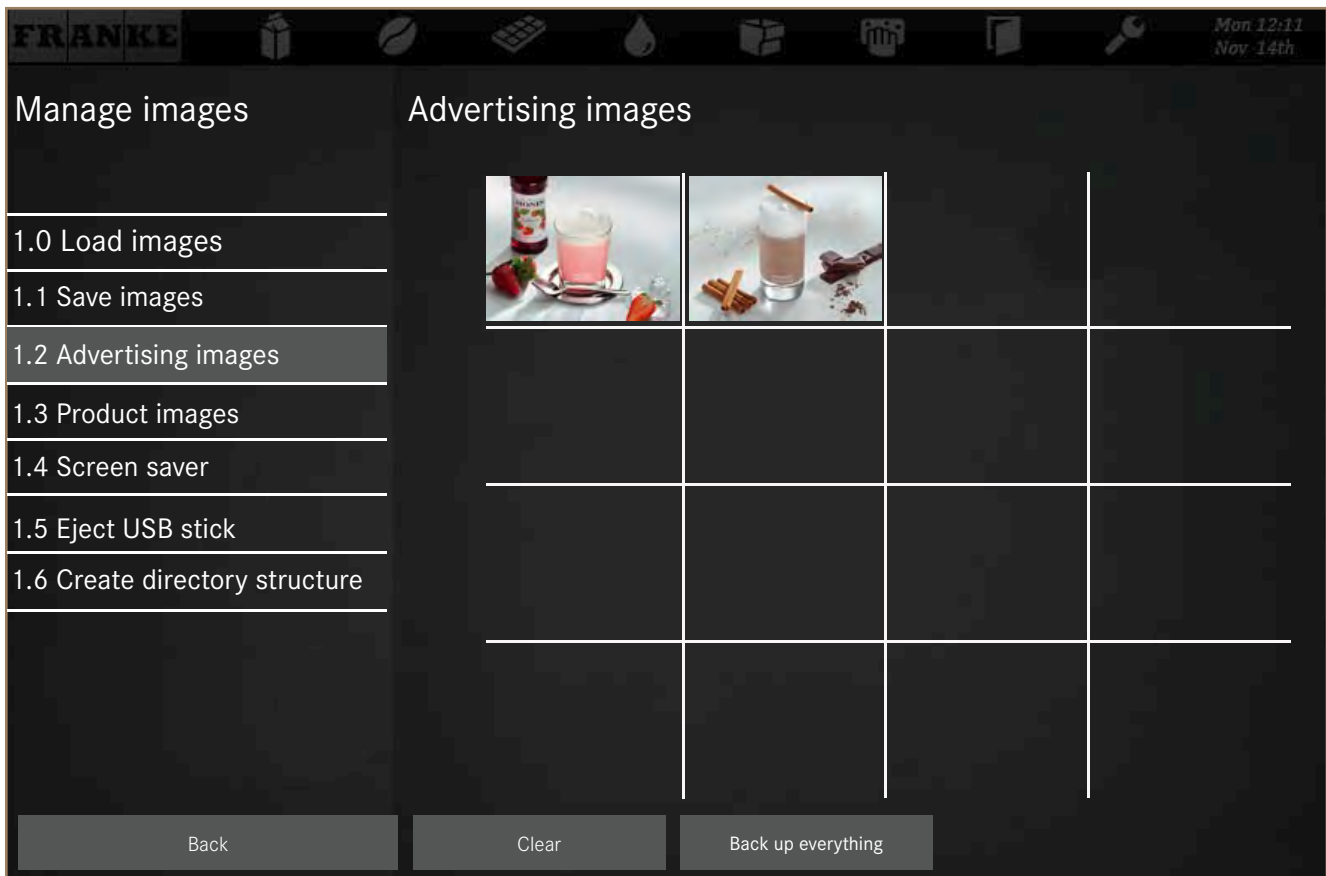 FRANKE
Mon 12:11
Nov 14th
Manage images
Advertising images
1.0 Load images
1.1 Save images
1.2 Advertising images
1.3 Product images
1.4 Screen saver
1.5 Eject USB stick
1.6 Create directory structure
MONIN
Back
Clear
Back up everything